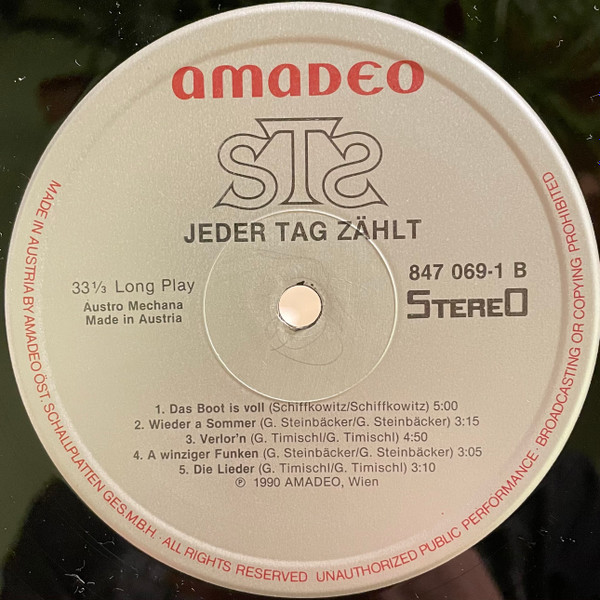 amadeo
STS
JEDER TAG ZÄHLT
33 ⅓ Long Play
Austro Mechana
Made in Austria
847 069-1 B
STEREO
1. Das Boot is voll (Schiffkowitz/Schiffkowitz) 5:00
2. Wieder a Sommer (G. Steinbäcker/G. Steinbäcker) 3:15
3. Verlor'n (G. Timischl/G. Timischl) 4:50
4. A winziger Funken (G. Steinbäcker/G. Steinbäcker) 3:05
5. Die Lieder (G. Timischl/G. Timischl) 3:10
℗ 1990 AMADEO, Wien
MADE IN AUSTRIA BY AMADEO ÖST. SCHALLPLATTEN GES.M.B.H. · ALL RIGHTS RESERVED UNAUTHORIZED PUBLIC PERFORMANCE · BROADCASTING OR COPYING PROHIBITED